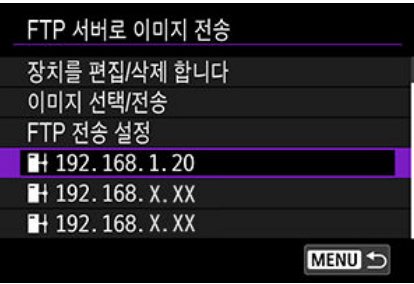 FTP 서버로 이미지 전송
장치를 편집/삭제 합니다
이미지 선택/전송
FTP 전송 설정
192.168.1.20
192.168.X.XX
192.168.X.XX
MENU